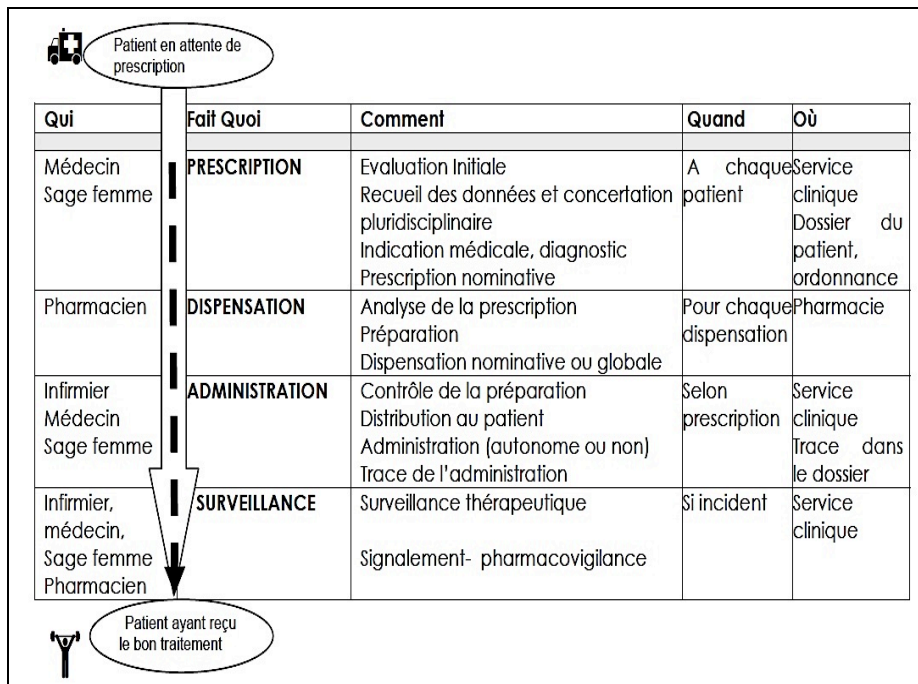 Patient en attente de
prescription
Qui Fait Quoi Comment Quand Où
Médecin PRESCRIPTION Evaluation Initiale A chaque Service
Sage femme Recueil des données et concertation patient clinique
pluridisciplinaire Dossier du
Indication médicale, diagnostic patient,
Prescription nominative ordonnance
Pharmacien DISPENSATION Analyse de la prescription Pour chaque Pharmacie
Préparation dispensation
Dispensation nominative ou globale
Infirmier ADMINISTRATION Contrôle de la préparation Selon Service
Médecin Distribution au patient prescription clinique
Sage femme Administration (autonome ou non) Trace dans
Trace de l'administration le dossier
Infirmier, SURVEILLANCE Surveillance thérapeutique Si incident Service
médecin, clinique
Sage femme Signalement- pharmacovigilance
Pharmacien
Patient ayant reçu
le bon traitement